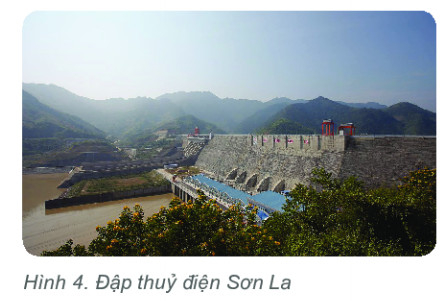 Hình 4. Đập thuỷ điện Sơn La